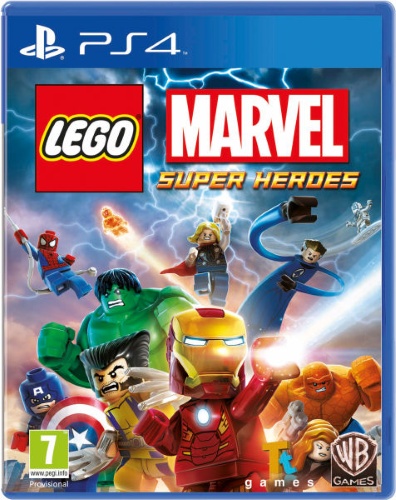 PS4
LEGO
MARVEL
SUPER HEROES
A
7
www.pegi.info
Provisional
Tt
games
WB
GAMES